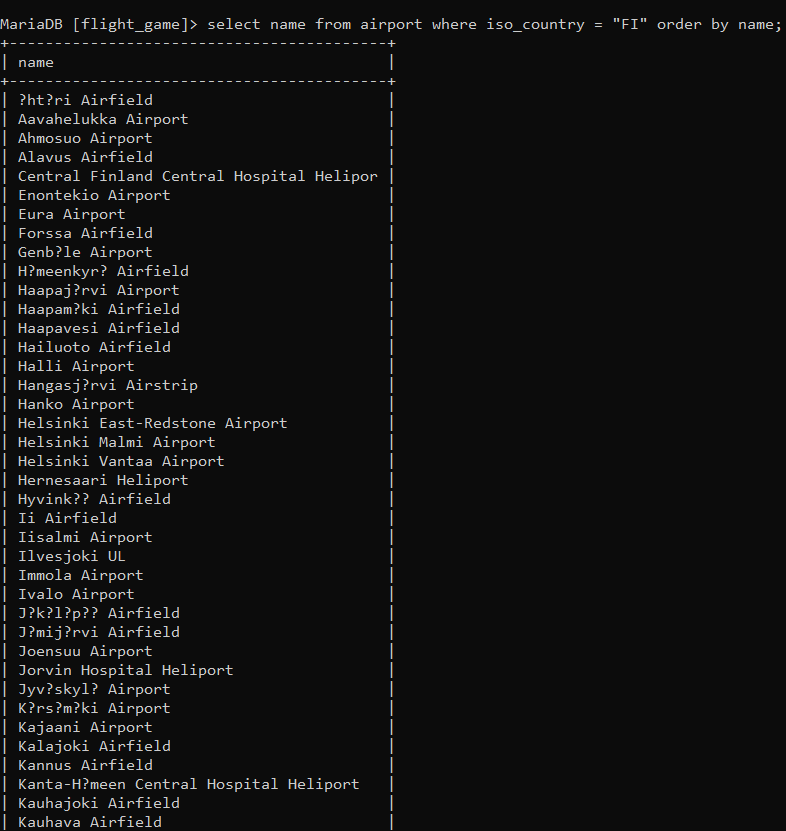 MariaDB [flight_game]> select name from airport where iso_country = "FI" order by name;
+------------------------------------------+
| name                                     |
+------------------------------------------+
| ?ht?ri Airfield                          |
| Aavahelukka Airport                      |
| Ahmosuo Airport                          |
| Alavus Airfield                          |
| Central Finland Central Hospital Helipor |
| Enontekio Airport                        |
| Eura Airport                             |
| Forssa Airfield                          |
| Genb?le Airport                          |
| H?meenkyr? Airfield                      |
| Haapaj?rvi Airport                       |
| Haapam?ki Airfield                       |
| Haapavesi Airfield                       |
| Hailuoto Airfield                        |
| Halli Airport                            |
| Hangasj?rvi Airstrip                     |
| Hanko Airport                            |
| Helsinki East-Redstone Airport           |
| Helsinki Malmi Airport                   |
| Helsinki Vantaa Airport                  |
| Hernesaari Heliport                      |
| Hyvink?? Airfield                        |
| Ii Airfield                              |
| Iisalmi Airport                          |
| Ilvesjoki UL                             |
| Immola Airport                           |
| Ivalo Airport                            |
| J?k?l?p?? Airfield                       |
| J?mij?rvi Airfield                       |
| Joensuu Airport                          |
| Jorvin Hospital Heliport                 |
| Jyv?skyl? Airport                        |
| K?rs?m?ki Airport                        |
| Kajaani Airport                          |
| Kalajoki Airfield                        |
| Kannus Airfield                          |
| Kanta-H?meen Central Hospital Heliport   |
| Kauhajoki Airfield                       |
| Kauhava Airfield                         |